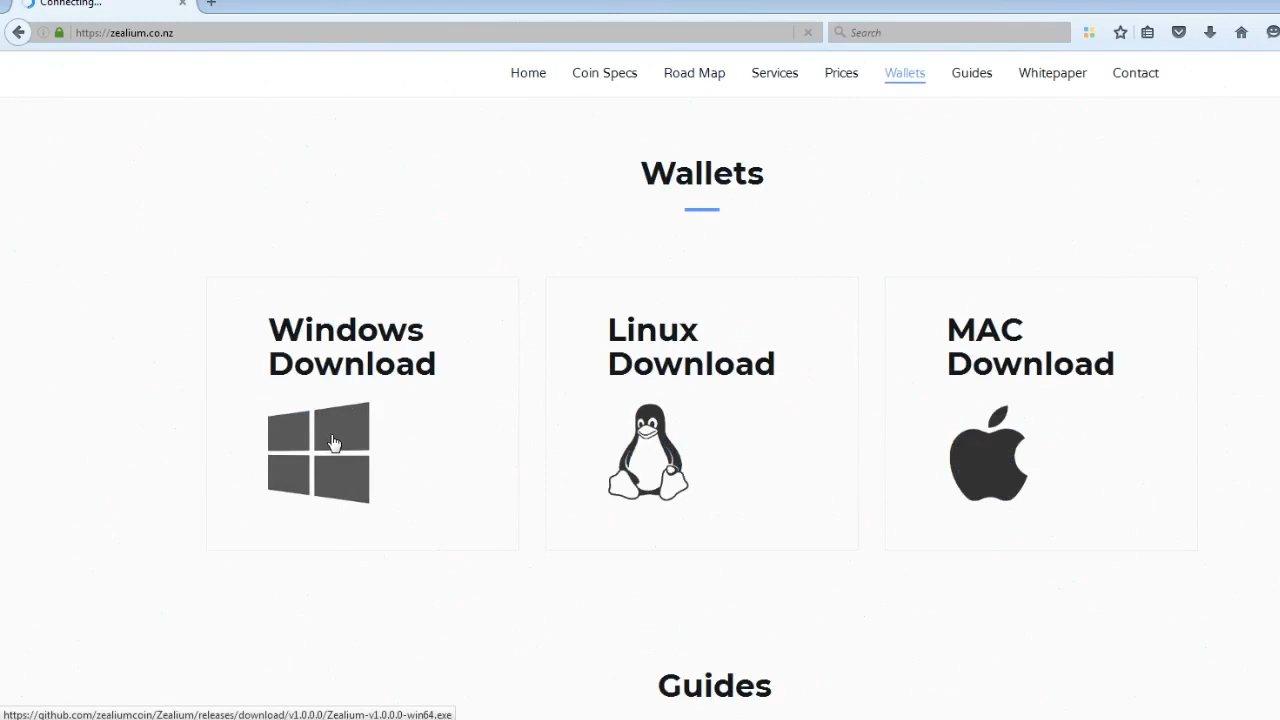 Connecting...
https://zealium.co.nz
Search
Home Coin Specs Road Map Services Prices Wallets Guides Whitepaper Contact
Wallets
Windows
Download
Linux
Download
MAC
Download
Guides
https://github.com/zealiumcoin/Zealium/releases/download/v1.0.0.0/Zealium-v1.0.0.0-win64.exe